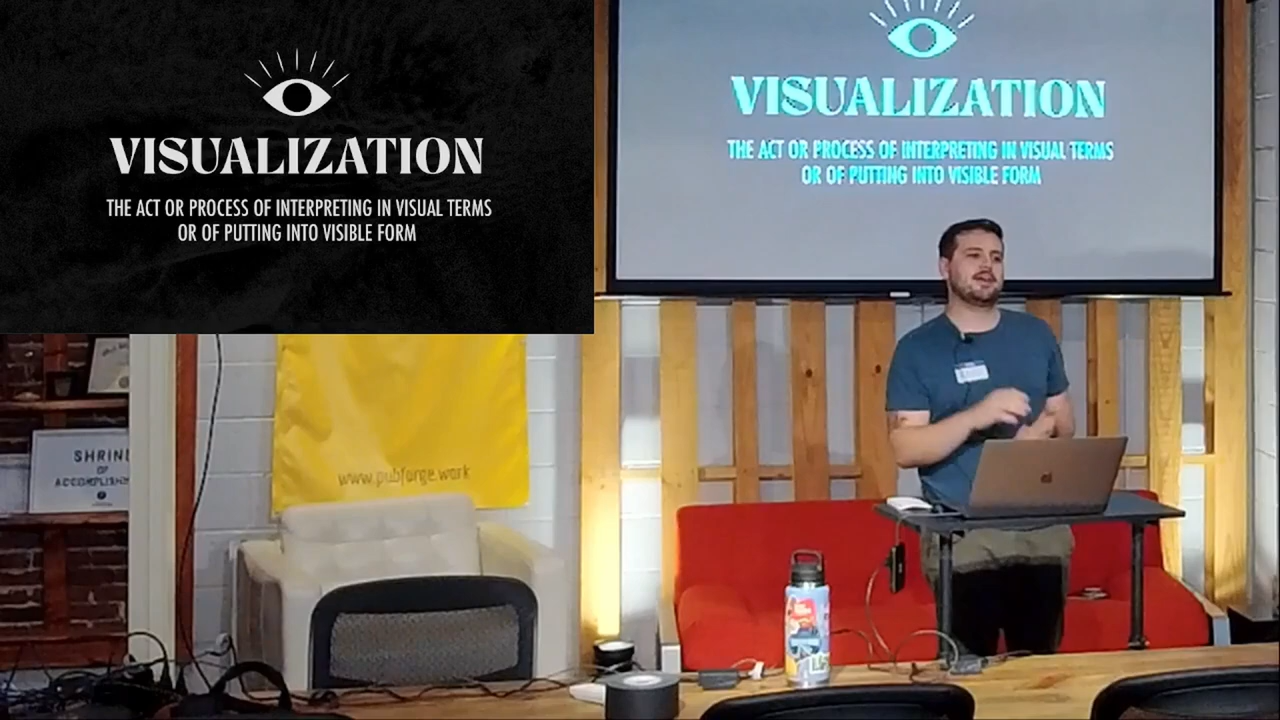 VISUALIZATION
THE ACT OR PROCESS OF INTERPRETING IN VISUAL TERMS
OR OF PUTTING INTO VISIBLE FORM
VISUALIZATION
THE ACT OR PROCESS OF INTERPRETING IN VISUAL TERMS
OR OF PUTTING INTO VISIBLE FORM
www.pubforge.work
SHRINE
OF